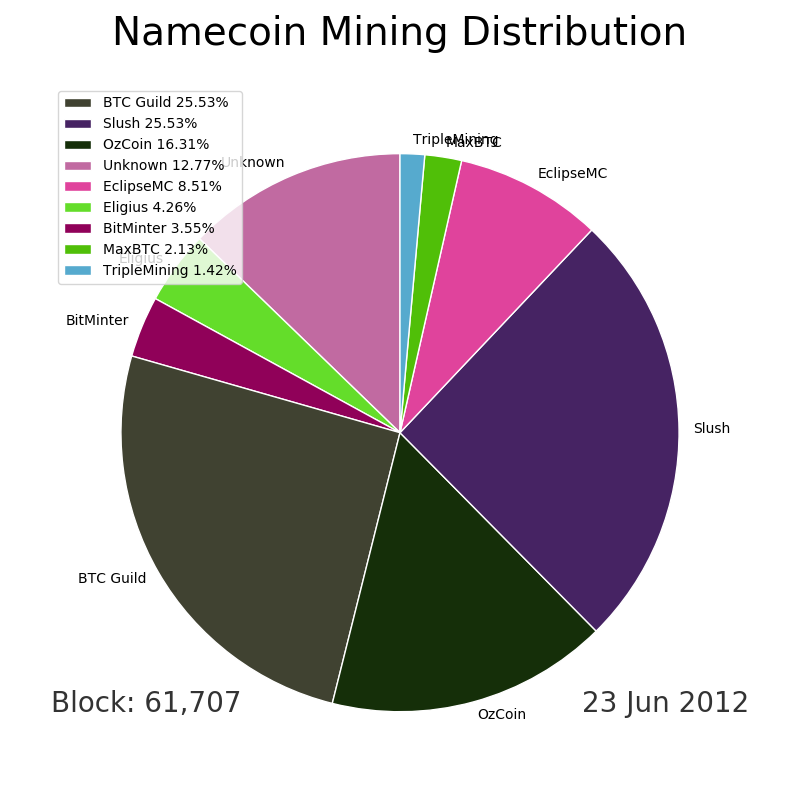 Namecoin Mining Distribution
BTC Guild 25.53%
Slush 25.53%
OzCoin 16.31%
Unknown 12.77%
EclipseMC 8.51%
Eligius 4.26%
BitMinter 3.55%
MaxBTC 2.13%
TripleMining 1.42%
TripleMining
MaxBTC
Unknown
EclipseMC
Eligius
BitMinter
Slush
BTC Guild
OzCoin
Block: 61,707
23 Jun 2012